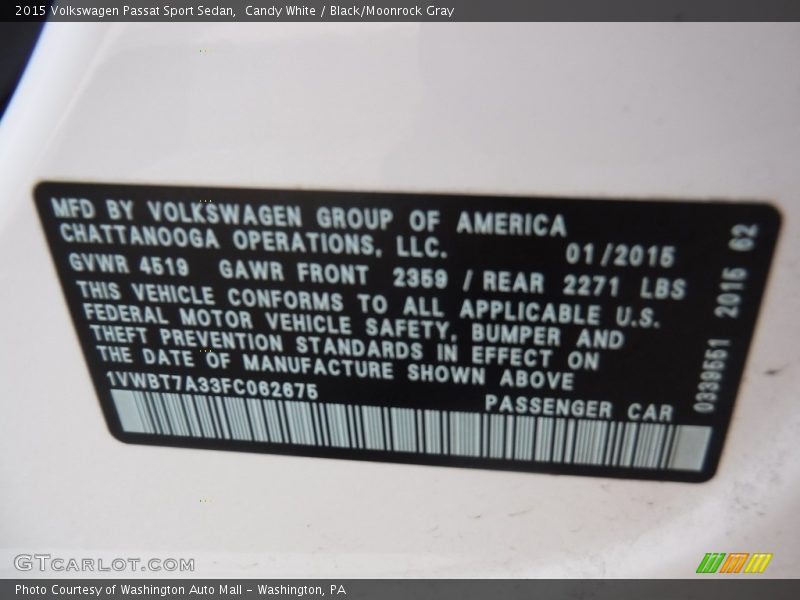 2015 Volkswagen Passat Sport Sedan,  Candy White / Black/Moonrock Gray
MFD BY VOLKSWAGEN GROUP OF AMERICA
CHATTANOOGA OPERATIONS, LLC.
01/2015
GVWR 4519 GAWR FRONT 2359 / REAR 2271 LBS
THIS VEHICLE CONFORMS TO ALL APPLICABLE U.S.
FEDERAL MOTOR VEHICLE SAFETY, BUMPER AND
THEFT PREVENTION STANDARDS IN EFFECT ON
THE DATE OF MANUFACTURE SHOWN ABOVE
1VWBT7A33FC062675
PASSENGER CAR
0339551 2015 62
GTCARLOT.COM
Photo Courtesy of Washington Auto Mall - Washington, PA